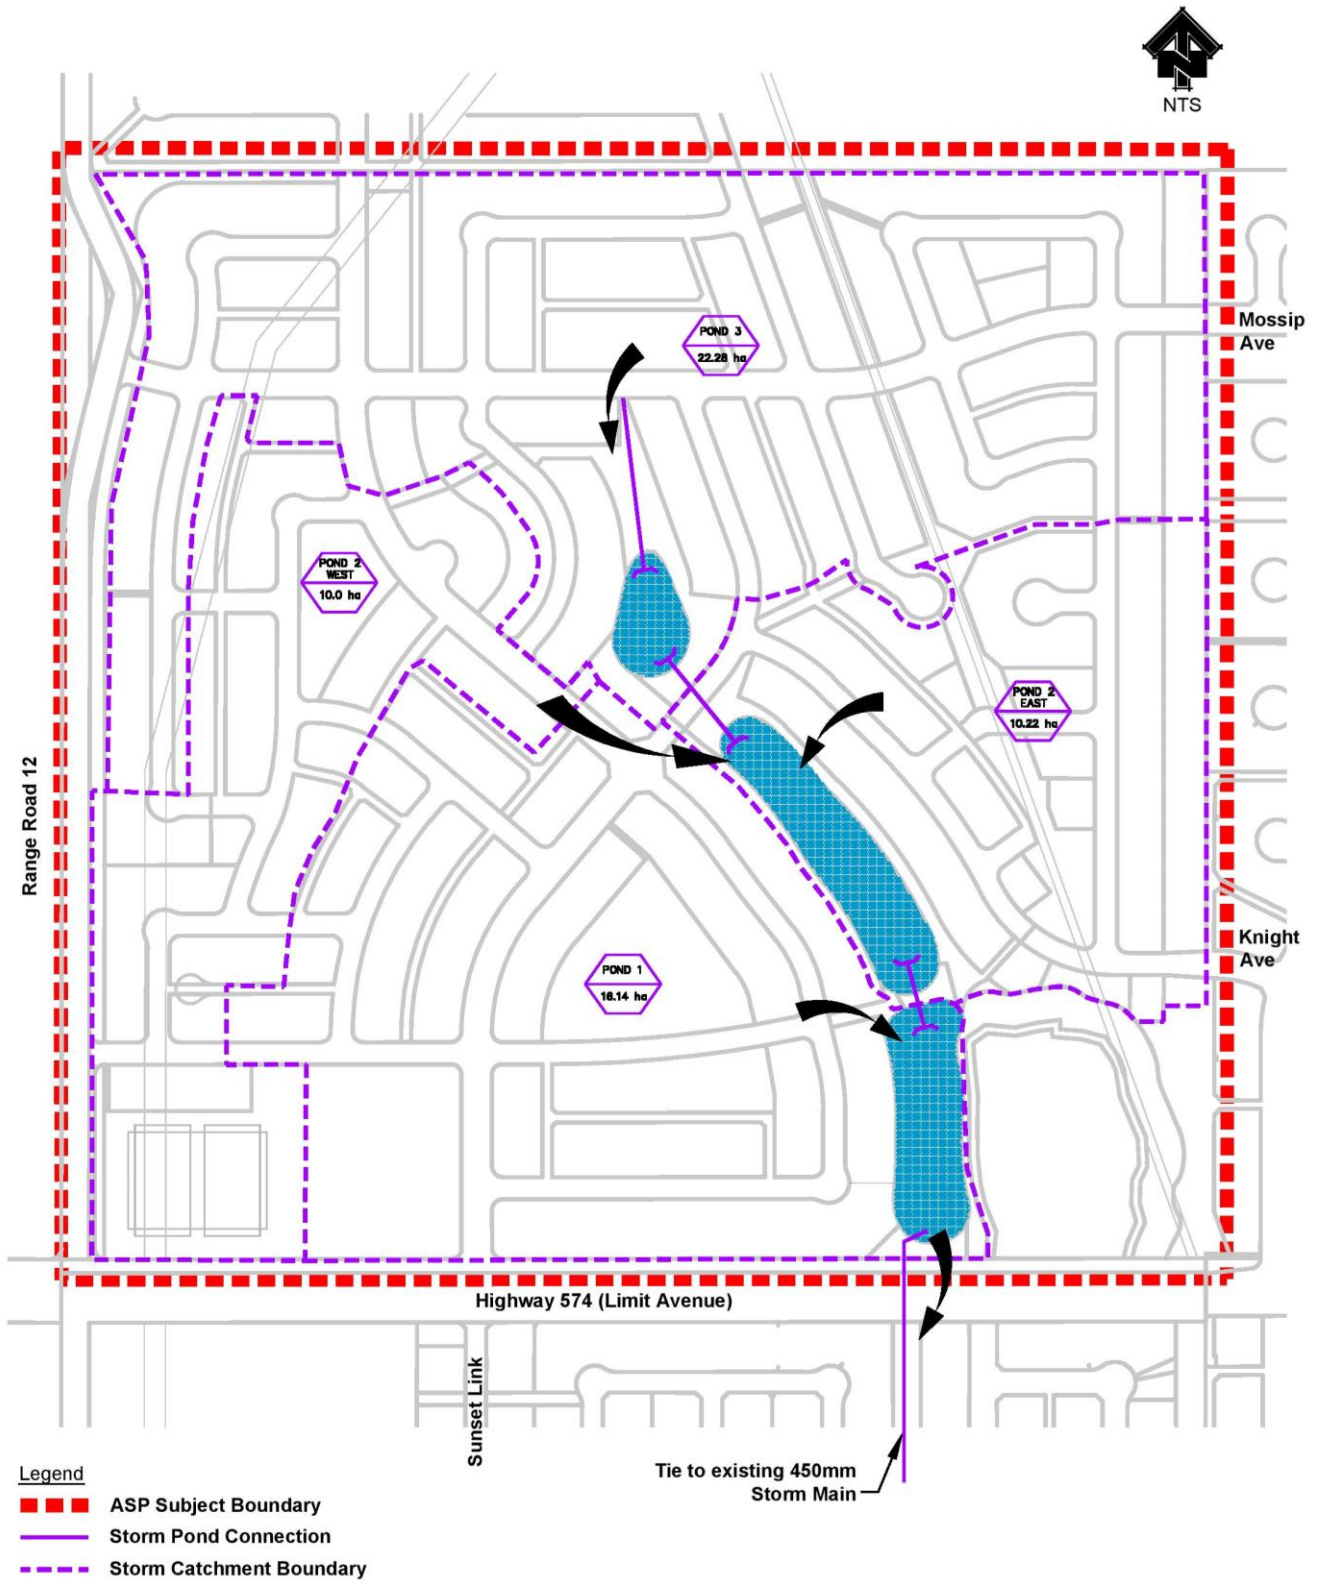 NTS
Mossip
Ave
POND 3
22.28 ha
POND 2
WEST
10.0 ha
POND 2
EAST
10.22 ha
Range Road 12
Knight
Ave
POND 1
16.14 ha
Highway 574 (Limit Avenue)
Sunset Link
Tie to existing 450mm
Storm Main
Legend
ASP Subject Boundary
Storm Pond Connection
Storm Catchment Boundary